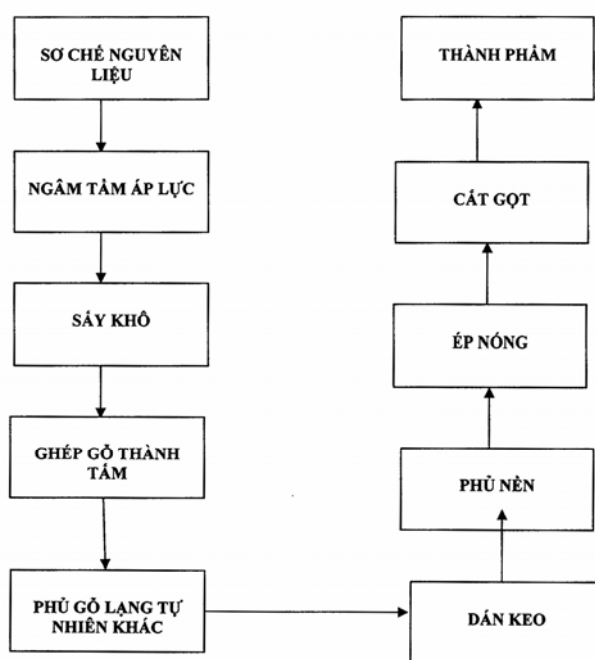 SƠ CHẾ NGUYÊN
LIỆU
NGÂM TẨM ÁP LỰC
SẤY KHÔ
GHÉP GỖ THÀNH
TẤM
PHỦ GỖ LẠNG TỰ
NHIÊN KHÁC
THÀNH PHẨM
CẮT GỌT
ÉP NÓNG
PHỦ NỀN
DÁN KEO